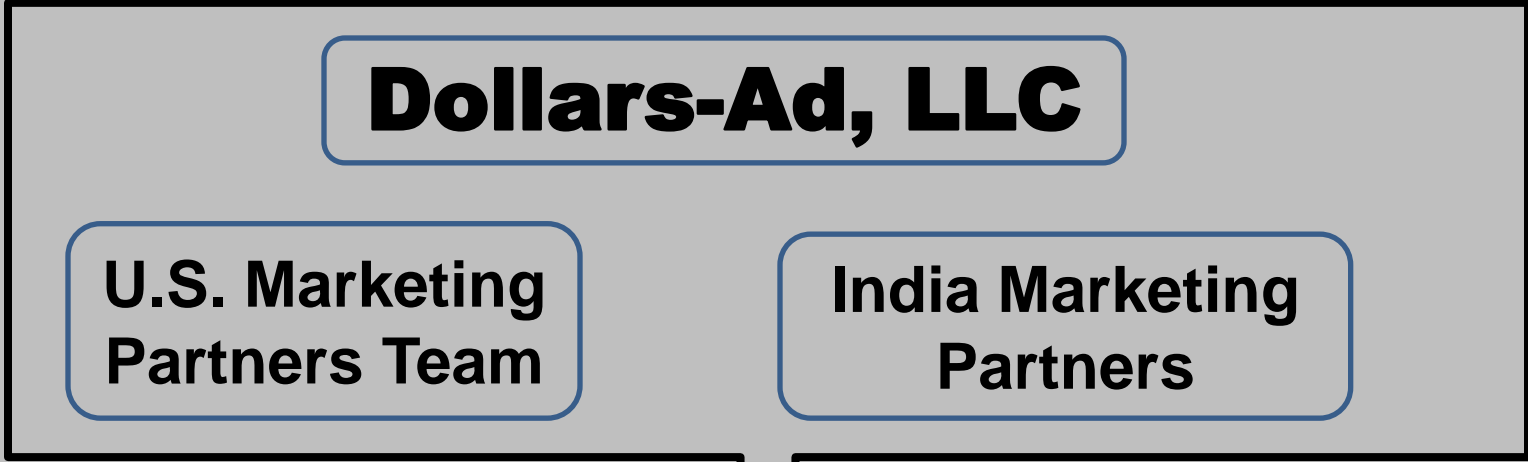 Dollars-Ad, LLC
U.S. Marketing
Partners Team
India Marketing
Partners